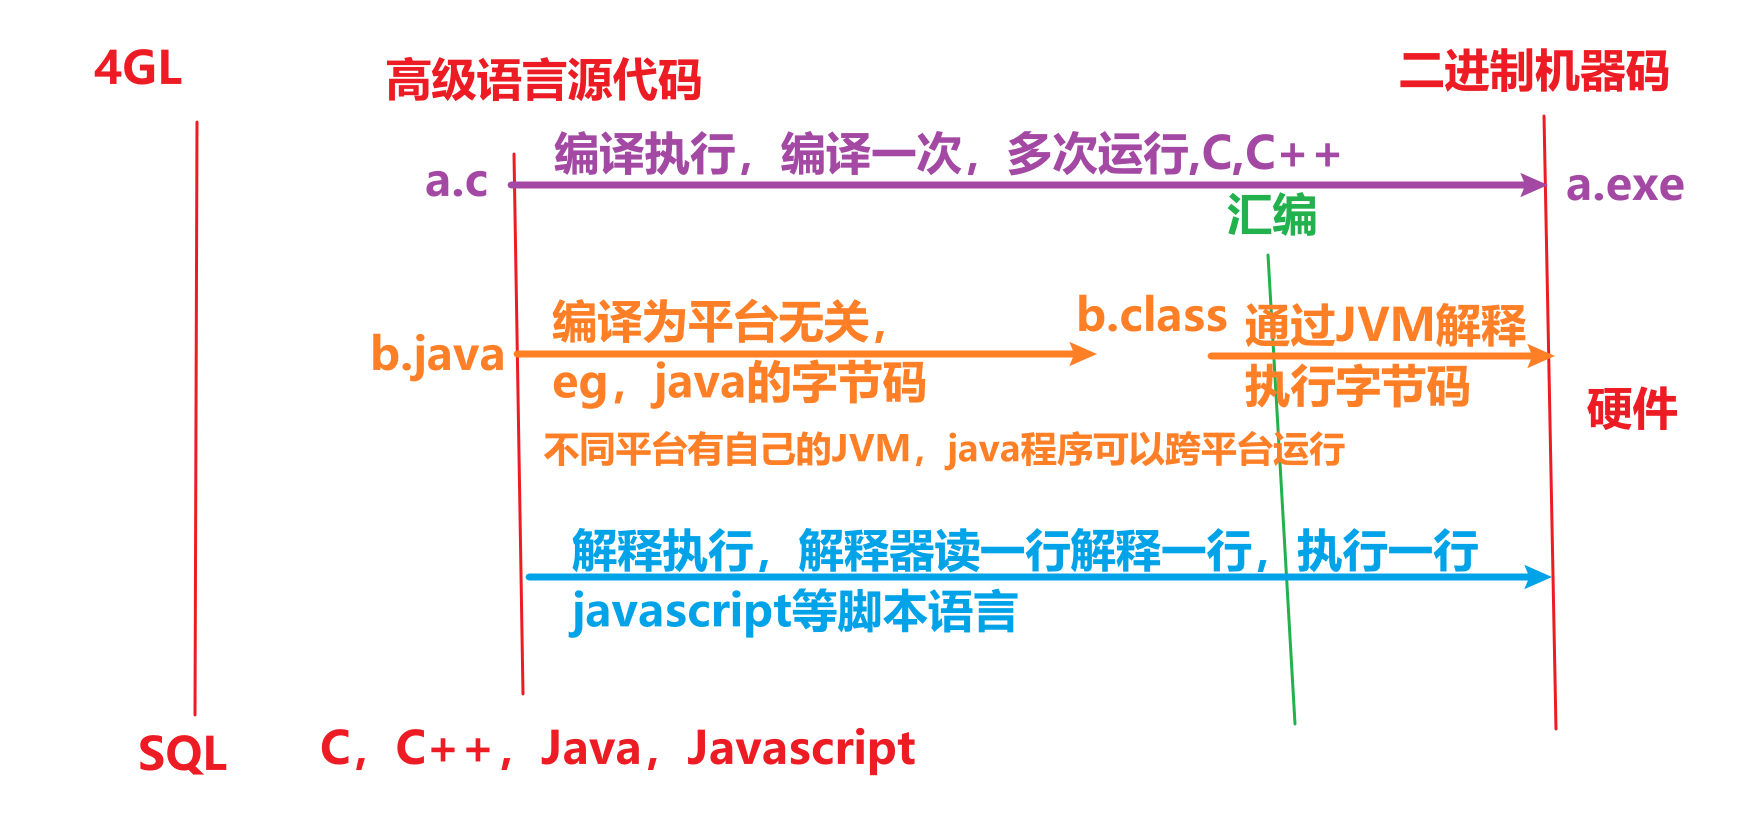 4GL
高级语言源代码
二进制机器码
编译执行，编译一次，多次运行,C,C++
a.c
a.exe
汇编
编译为平台无关，
b.class
通过JVM解释
b.java
eg，java的字节码
执行字节码
硬件
不同平台有自己的JVM，java程序可以跨平台运行
解释执行，解释器读一行解释一行，执行一行
javascript等脚本语言
SQL
C，C++，Java，Javascript